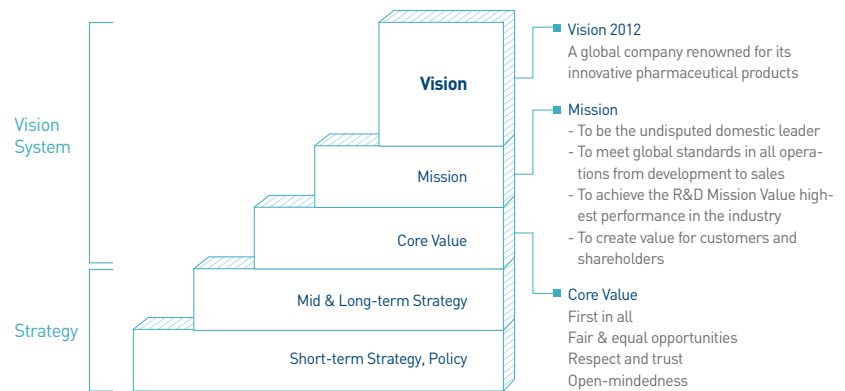 Vision
System
Strategy
Vision
Mission
Core Value
Mid & Long-term Strategy
Short-term Strategy, Policy
Vision 2012
A global company renowned for its
innovative pharmaceutical products
Mission
- To be the undisputed domestic leader
- To meet global standards in all opera-
tions from development to sales
- To achieve the R&D Mission Value high-
est performance in the industry
- To create value for customers and
shareholders
Core Value
First in all
Fair & equal opportunities
Respect and trust
Open-mindedness